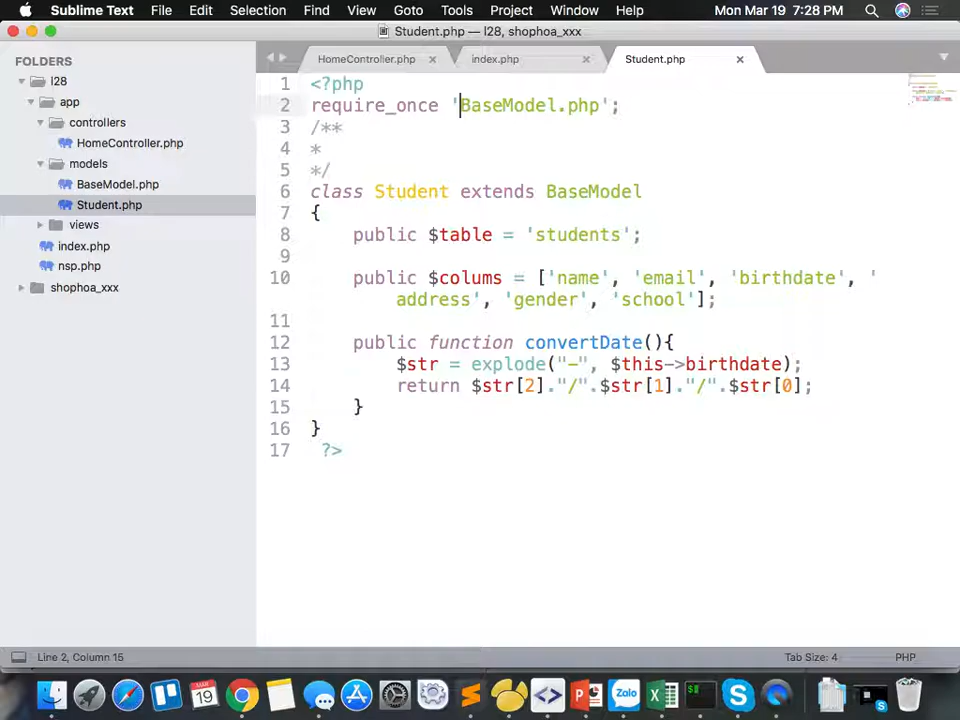 Sublime Text File Edit Selection Find View Goto Tools Project Window Help Mon Mar 19 7:28 PM
Student.php — l28, shophoa_xxx
FOLDERS
l28
app
controllers
HomeController.php
models
BaseModel.php
Student.php
views
index.php
nsp.php
shophoa_xxx
HomeController.php × index.php × Student.php ×
1 <?php
2 require_once 'BaseModel.php';
3 /**
4 *
5 */
6 class Student extends BaseModel
7 {
8 public $table = 'students';
9
10 public $colums = ['name', 'email', 'birthdate', '
address', 'gender', 'school'];
11
12 public function convertDate(){
13 $str = explode("-", $this->birthdate);
14 return $str[2]."/".$str[1]."/".$str[0];
15 }
16 }
17 ?>
Line 2, Column 15 Tab Size: 4 PHP
19
Zalo